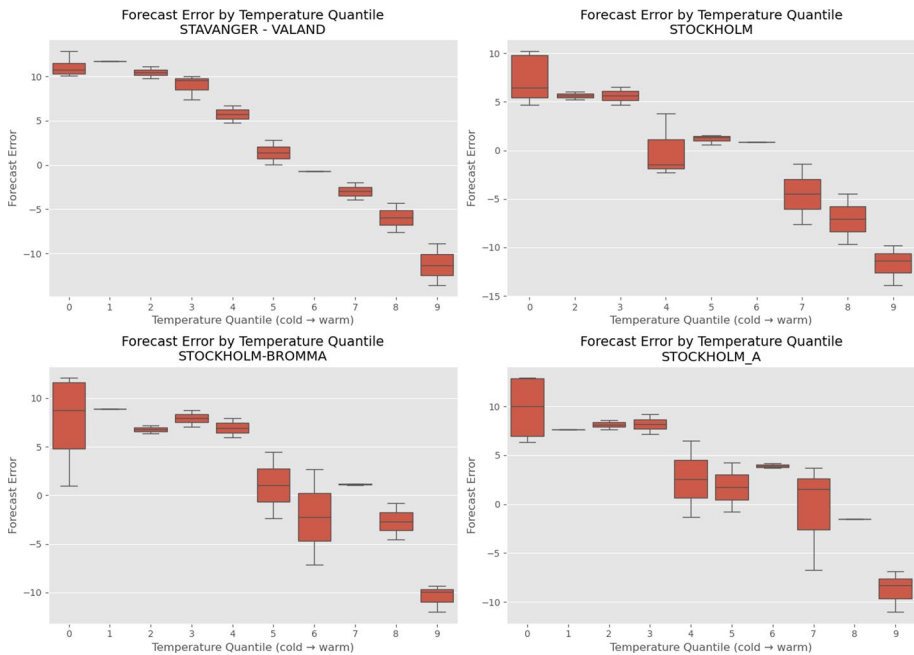 Forecast Error by Temperature Quantile
STAVANGER - VALAND
Forecast Error
10
5
0
−5
−10
0 1 2 3 4 5 6 7 8 9
Temperature Quantile (cold → warm)
Forecast Error by Temperature Quantile
STOCKHOLM
Forecast Error
10
5
0
−5
−10
−15
0 1 2 3 4 5 6 7 8 9
Temperature Quantile (cold → warm)
Forecast Error by Temperature Quantile
STOCKHOLM-BROMMA
Forecast Error
10
5
0
−5
−10
0 1 2 3 4 5 6 7 8 9
Temperature Quantile (cold → warm)
Forecast Error by Temperature Quantile
STOCKHOLM_A
Forecast Error
10
5
0
−5
−10
0 1 2 3 4 5 6 7 8 9
Temperature Quantile (cold → warm)